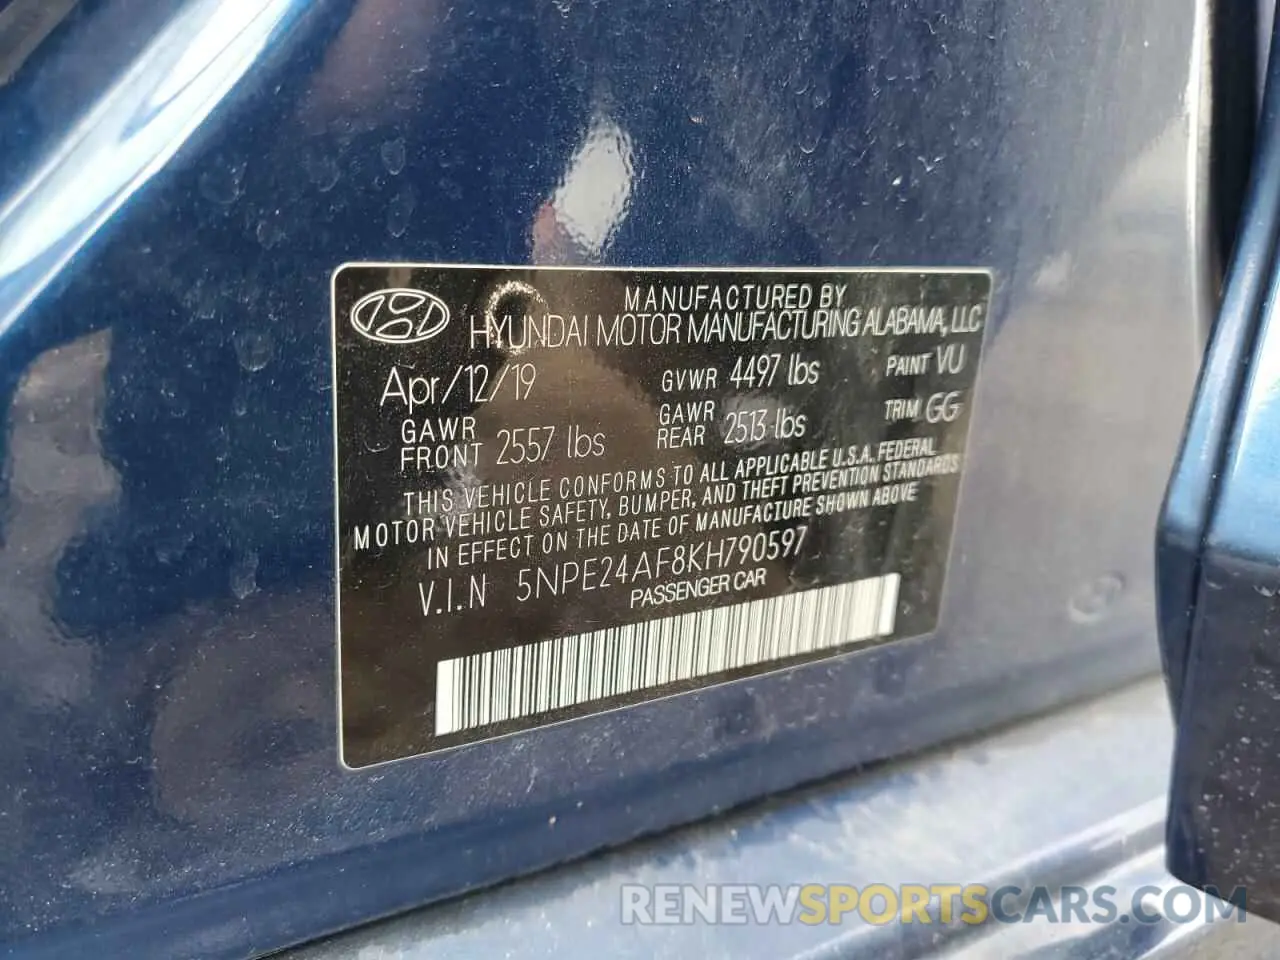 MANUFACTURED BY
HYUNDAI MOTOR MANUFACTURING ALABAMA, LLC
Apr/12/19 GVWR 4497 lbs PAINT VU
GAWR FRONT 2557 lbs GAWR REAR 2513 lbs TRIM GG
THIS VEHICLE CONFORMS TO ALL APPLICABLE U.S.A. FEDERAL
MOTOR VEHICLE SAFETY, BUMPER, AND THEFT PREVENTION STANDARDS
IN EFFECT ON THE DATE OF MANUFACTURE SHOWN ABOVE
V.I.N 5NPE24AF8KH790597
PASSENGER CAR
RENEWSPORTSCARS.COM